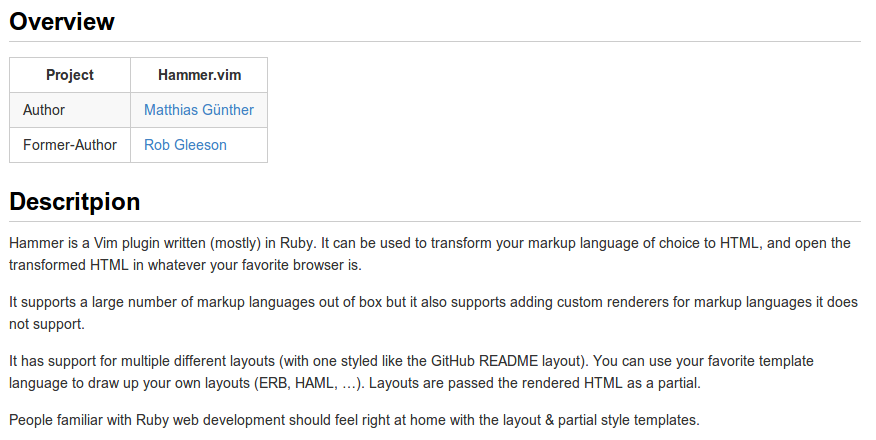 Overview
Project Hammer.vim
Author Matthias Günther
Former-Author Rob Gleeson
Descritpion
Hammer is a Vim plugin written (mostly) in Ruby. It can be used to transform your markup language of choice to HTML, and open the
transformed HTML in whatever your favorite browser is.
It supports a large number of markup languages out of box but it also supports adding custom renderers for markup languages it does
not support.
It has support for multiple different layouts (with one styled like the GitHub README layout). You can use your favorite template
language to draw up your own layouts (ERB, HAML, …). Layouts are passed the rendered HTML as a partial.
People familiar with Ruby web development should feel right at home with the layout & partial style templates.